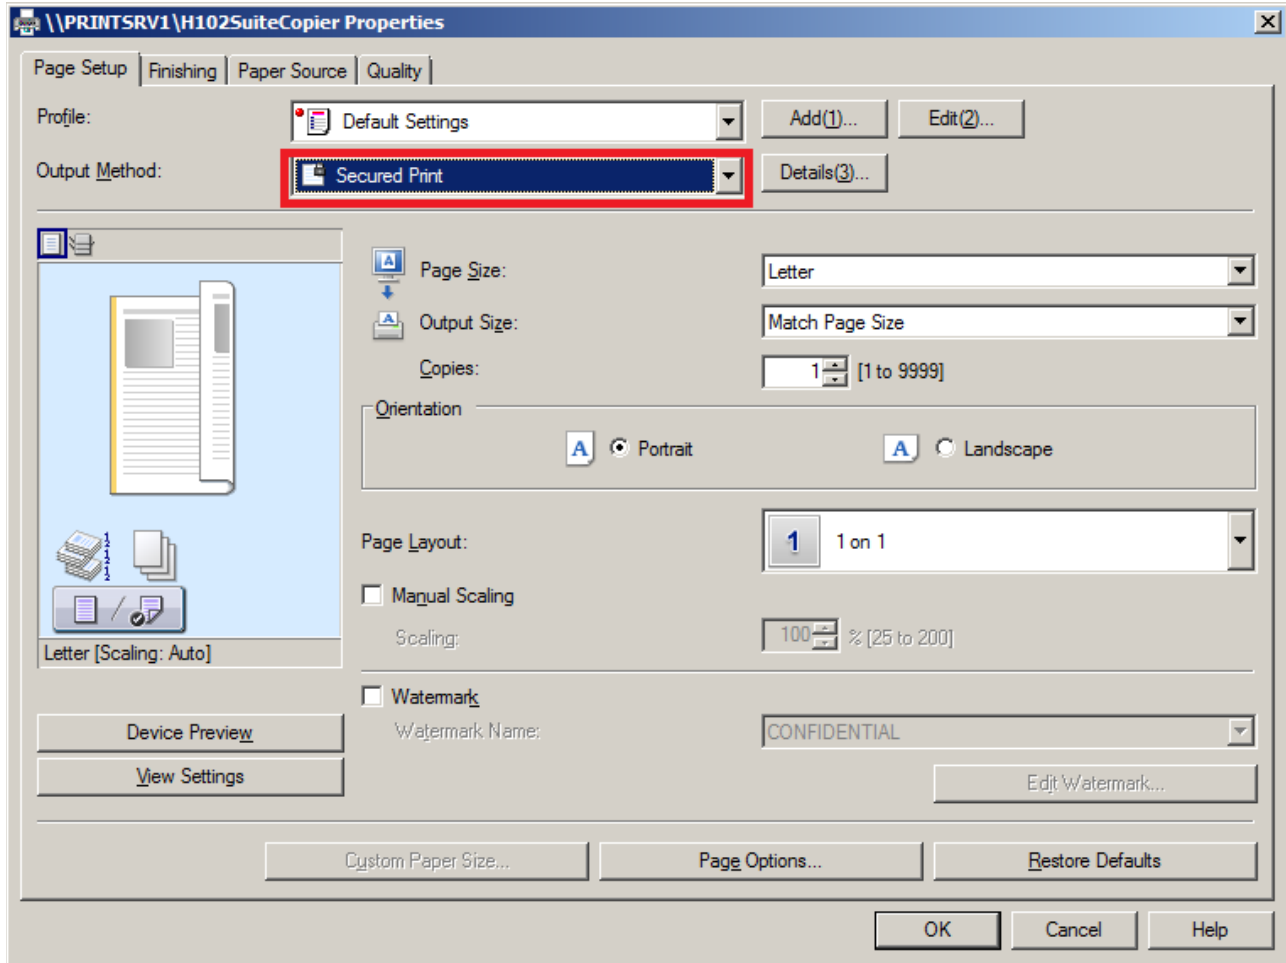 \\PRINTSRV1\H102SuiteCopier Properties
Page Setup Finishing Paper Source Quality
Profile: Default Settings Add(1)... Edit(2)...
Output Method: Secured Print Details(3)...
Page Size: Letter
Output Size: Match Page Size
Copies: 1 [1 to 9999]
Orientation
A Portrait A Landscape
Page Layout: 1 1 on 1
Manual Scaling
Scaling: 100 % [25 to 200]
Letter [Scaling: Auto]
Watermark
Watermark Name: CONFIDENTIAL
Device Preview
View Settings
Edit Watermark...
Custom Paper Size... Page Options... Restore Defaults
OK Cancel Help